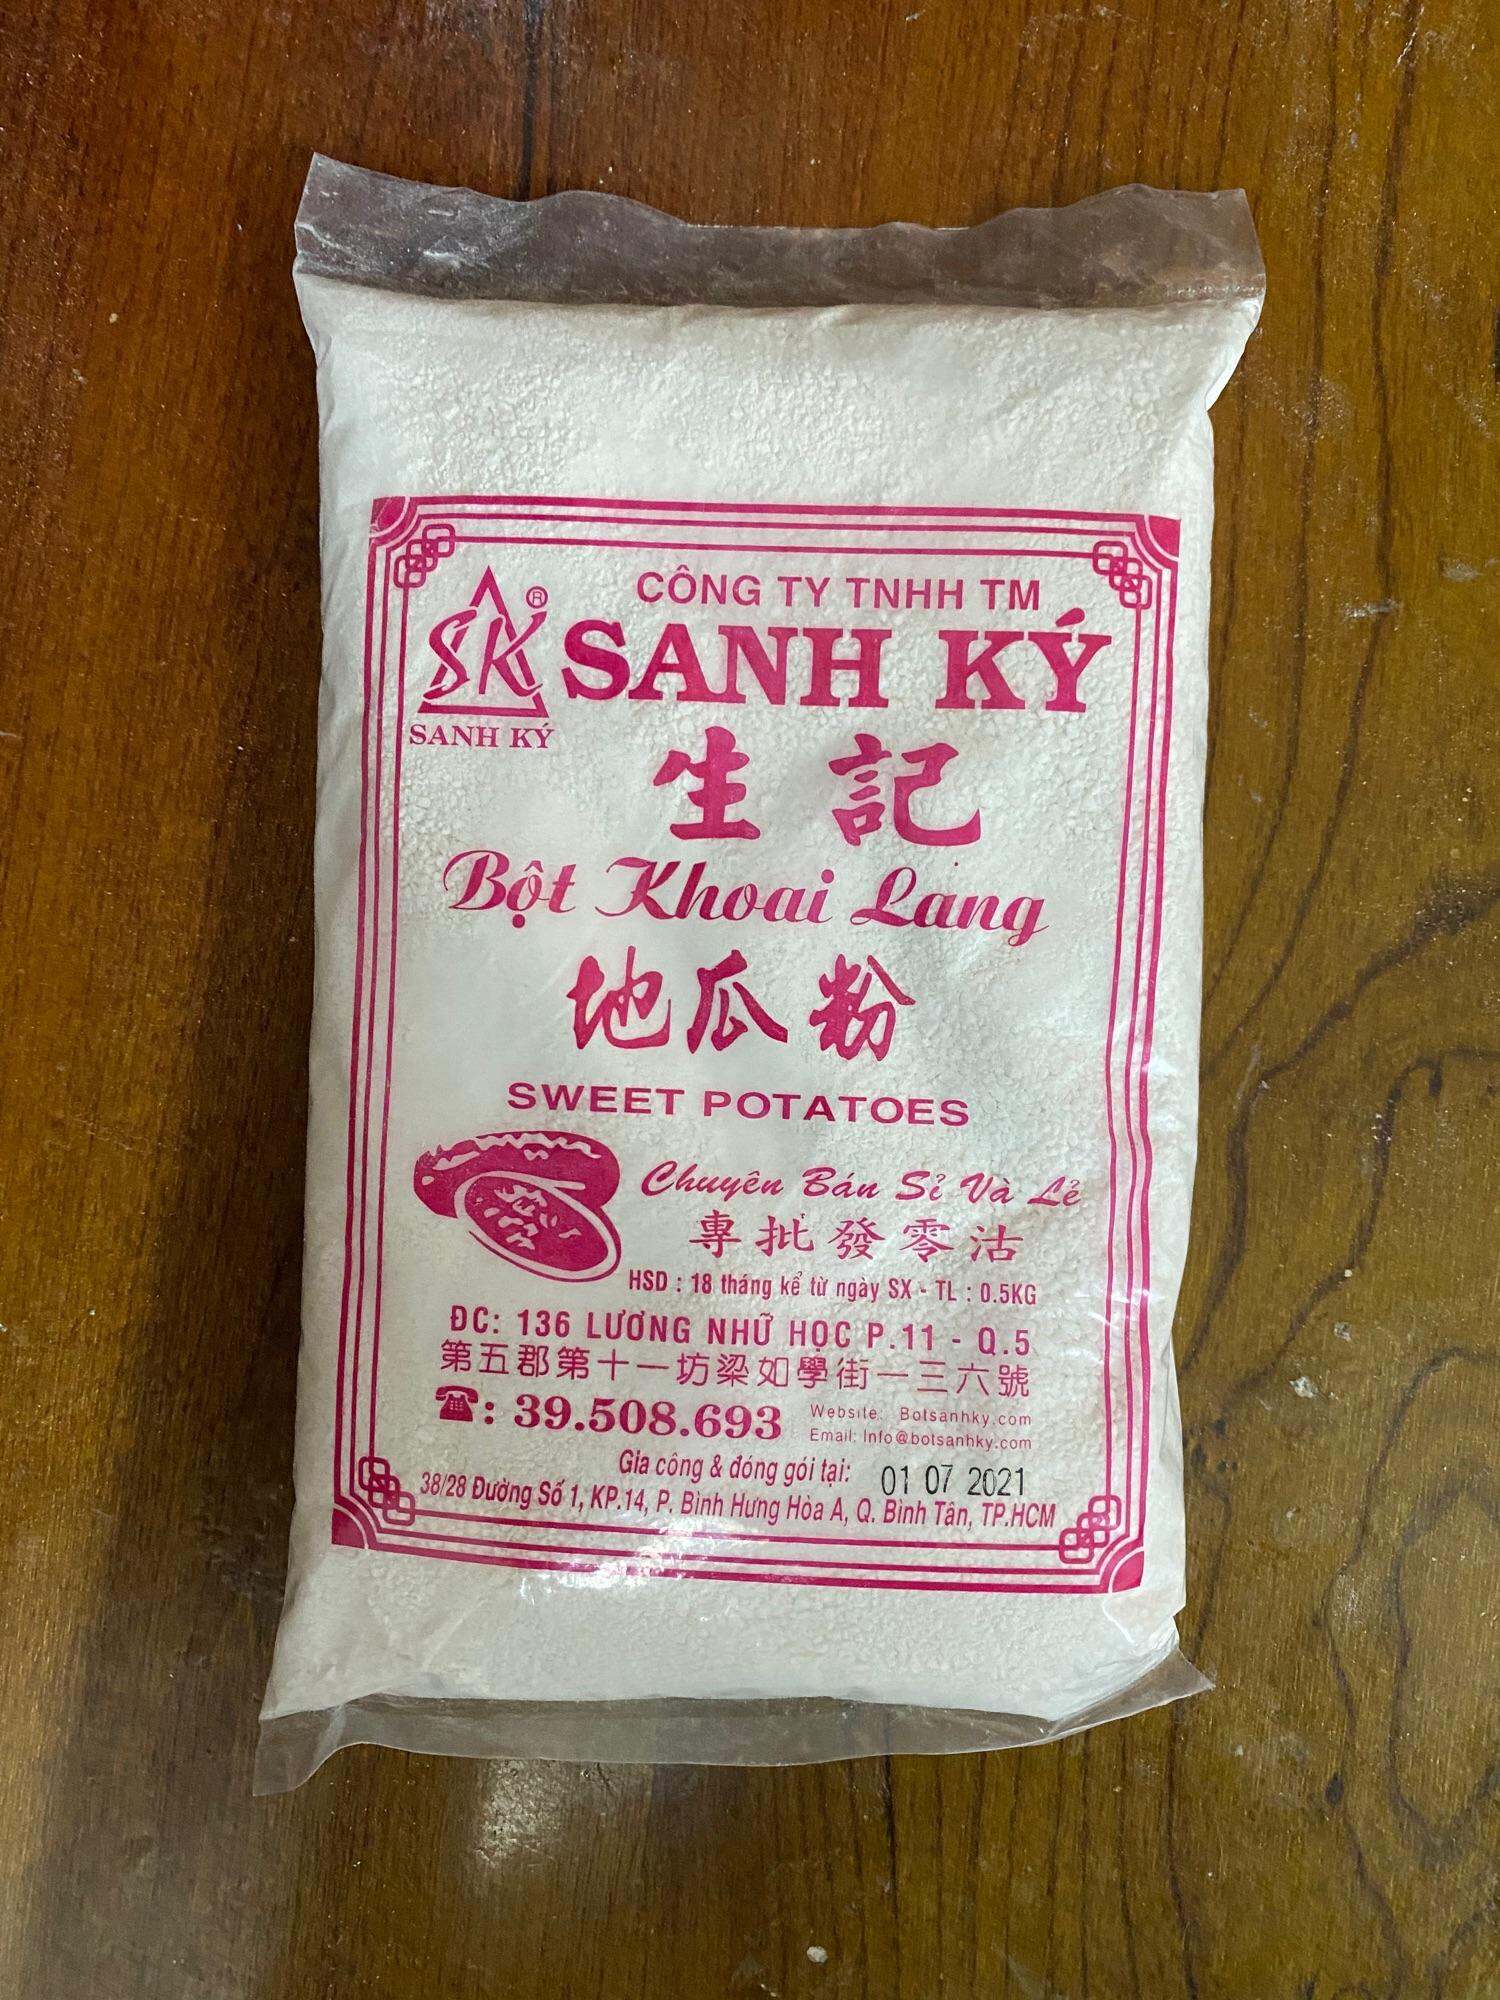 CÔNG TY TNHH TM
SK®
SANH KÝ
SANH KÝ
生記
Bột Khoai Lang
地瓜粉
SWEET POTATOES
Chuyên Bán Sỉ Và Lẻ
專批發零沽
HSD : 18 tháng kể từ ngày SX - TL : 0.5KG
ĐC: 136 LƯƠNG NHỮ HỌC P.11 - Q.5
第五郡第十一坊梁如學街一三六號
☎: 39.508.693
Website: Botsanhky.com
Email: Info@botsanhky.com
Gia công & đóng gói tại: 01 07 2021
38/28 Đường Số 1, KP.14, P. Bình Hưng Hòa A, Q. Bình Tân, TP.HCM